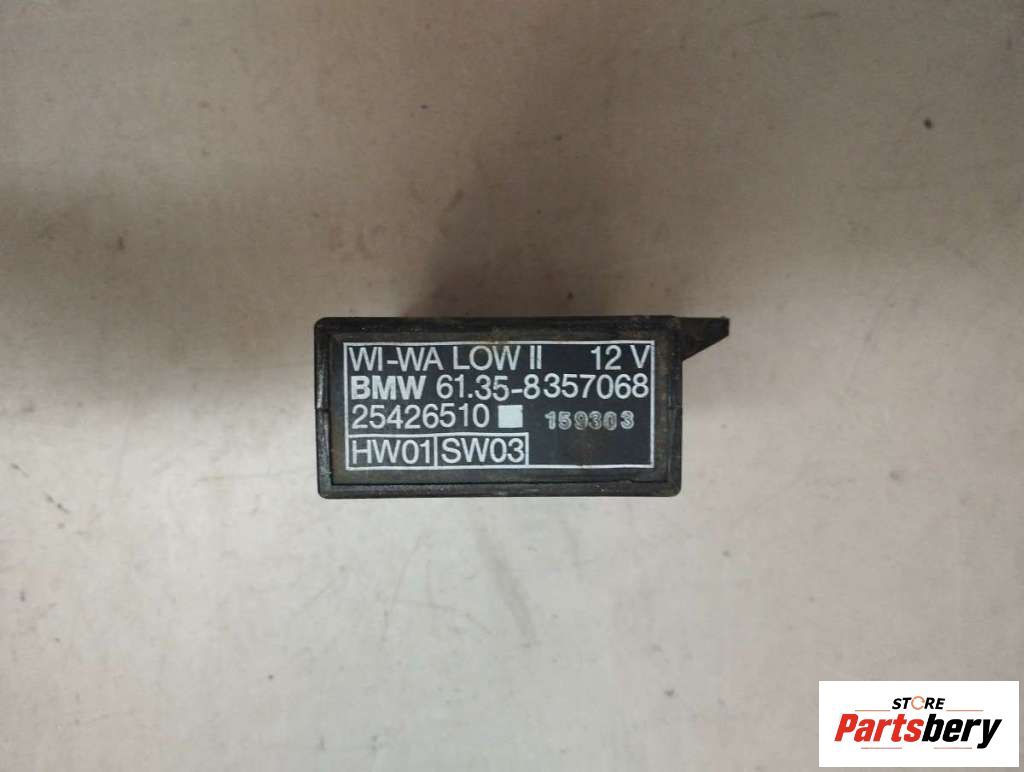 WI-WA LOW II 12 V
BMW 61.35-8357068
25426510 159303
HW01 SW03
STORE
Partsbery